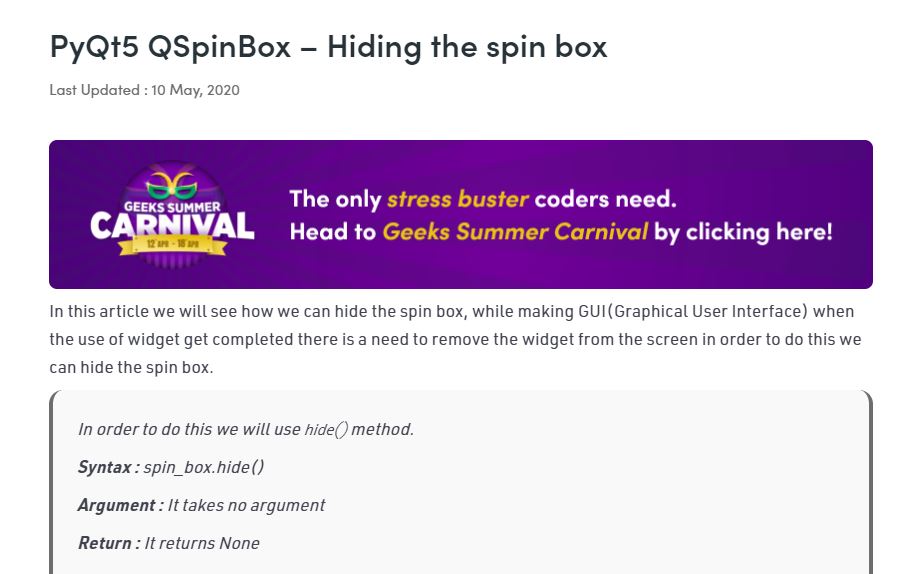 PyQt5 QSpinBox – Hiding the spin box
Last Updated : 10 May, 2020
GEEKS SUMMER
CARNIVAL
12 APR - 18 APR
The only stress buster coders need.
Head to Geeks Summer Carnival by clicking here!
In this article we will see how we can hide the spin box, while making GUI(Graphical User Interface) when
the use of widget get completed there is a need to remove the widget from the screen in order to do this we
can hide the spin box.
In order to do this we will use hide() method.
Syntax : spin_box.hide()
Argument : It takes no argument
Return : It returns None